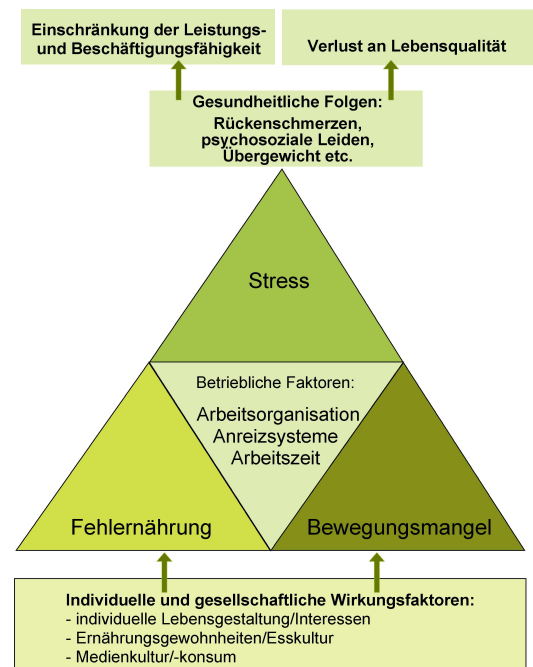 Einschränkung der Leistungs-
und Beschäftigungsfähigkeit
Verlust an Lebensqualität
Gesundheitliche Folgen:
Rückenschmerzen,
psychosoziale Leiden,
Übergewicht etc.
Stress
Betriebliche Faktoren:
Arbeitsorganisation
Anreizsysteme
Arbeitszeit
Fehlernährung
Bewegungsmangel
Individuelle und gesellschaftliche Wirkungsfaktoren:
- individuelle Lebensgestaltung/Interessen
- Ernährungsgewohnheiten/Esskultur
- Medienkultur/-konsum